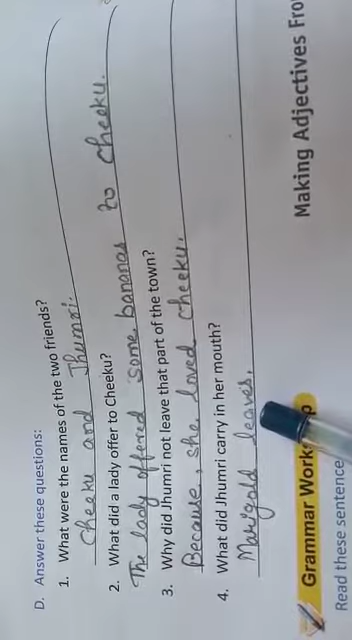 D. Answer these questions:
1. What were the names of the two friends?
Cheeku and Jhumri.
2. What did a lady offer to Cheeku?
The lady offered some bananas to Cheeku.
3. Why did Jhumri not leave that part of the town?
Because, she loved Cheeku.
4. What did Jhumri carry in her mouth?
Marigold leaves.
Grammar Work p
Making Adjectives Fro
Read these sentence